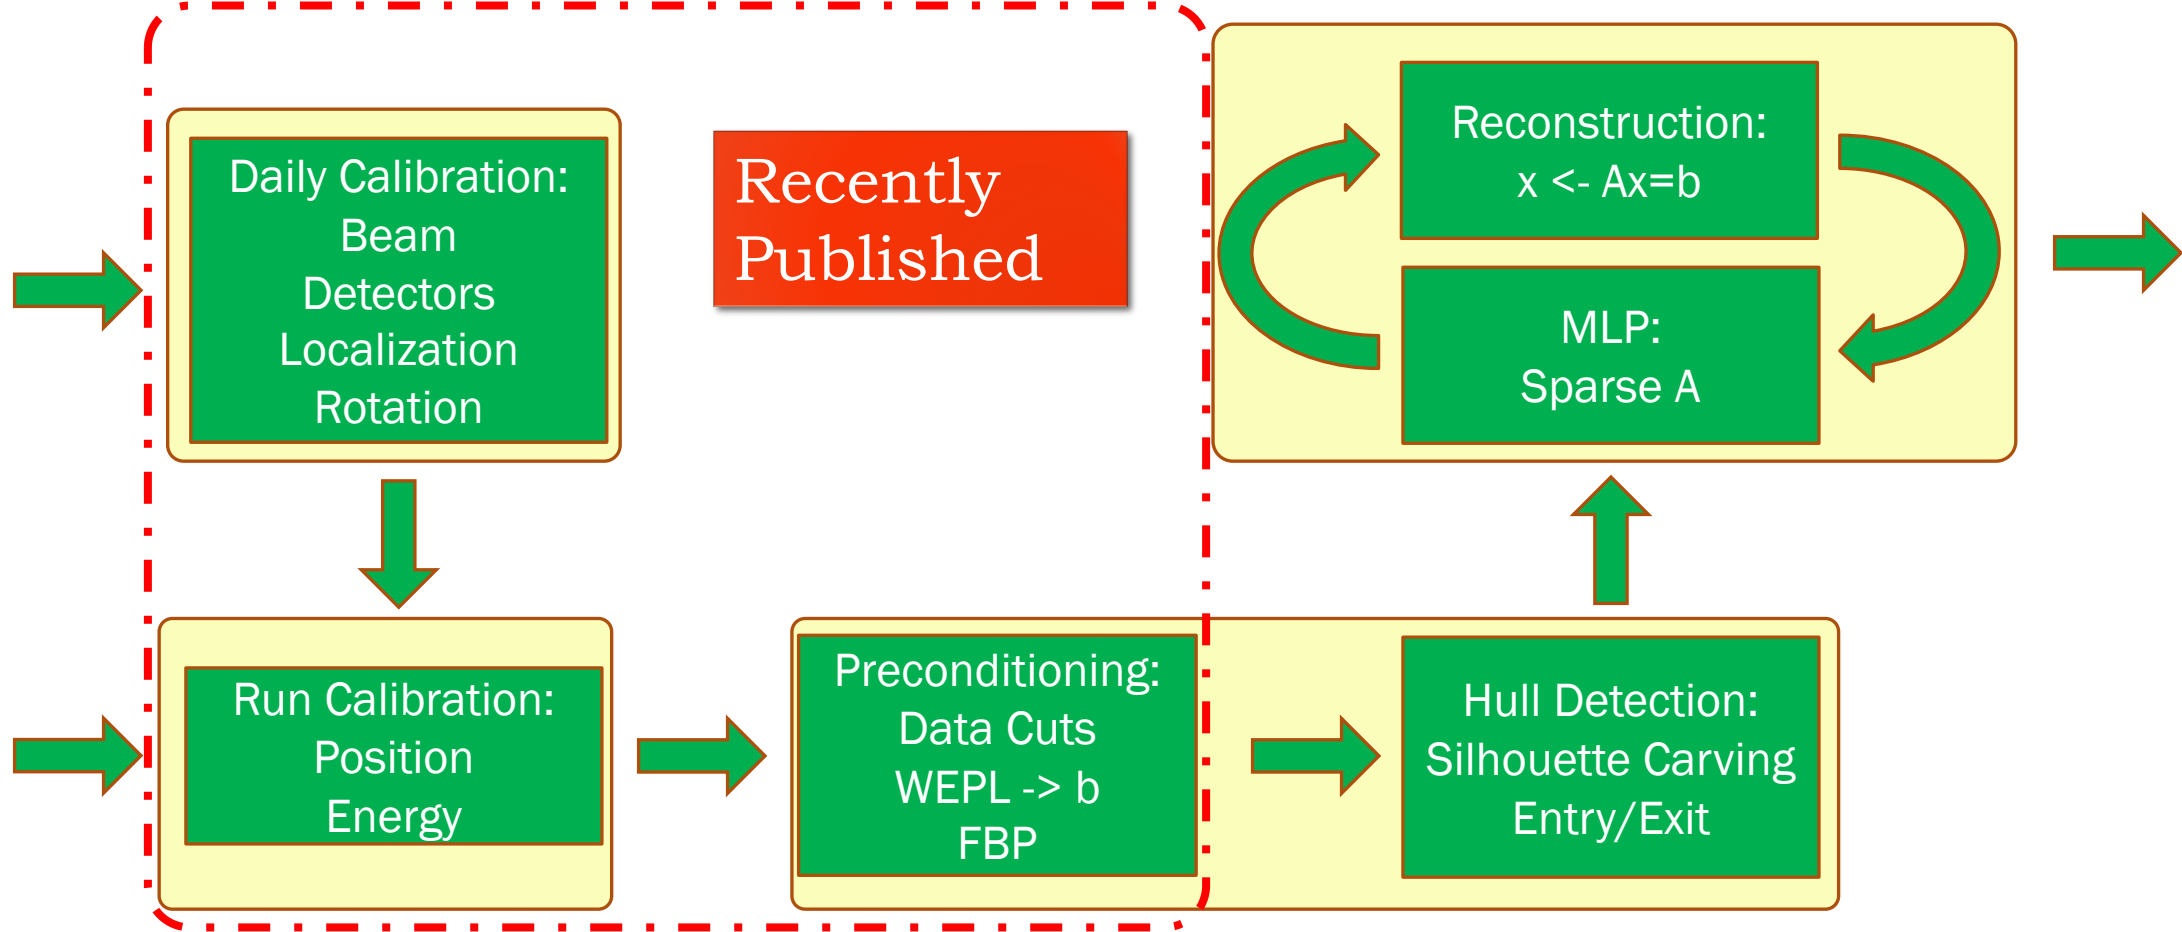 Daily Calibration:
Beam
Detectors
Localization
Rotation
Recently
Published
Reconstruction:
x <- Ax=b
MLP:
Sparse A
Run Calibration:
Position
Energy
Preconditioning:
Data Cuts
WEPL -> b
FBP
Hull Detection:
Silhouette Carving
Entry/Exit